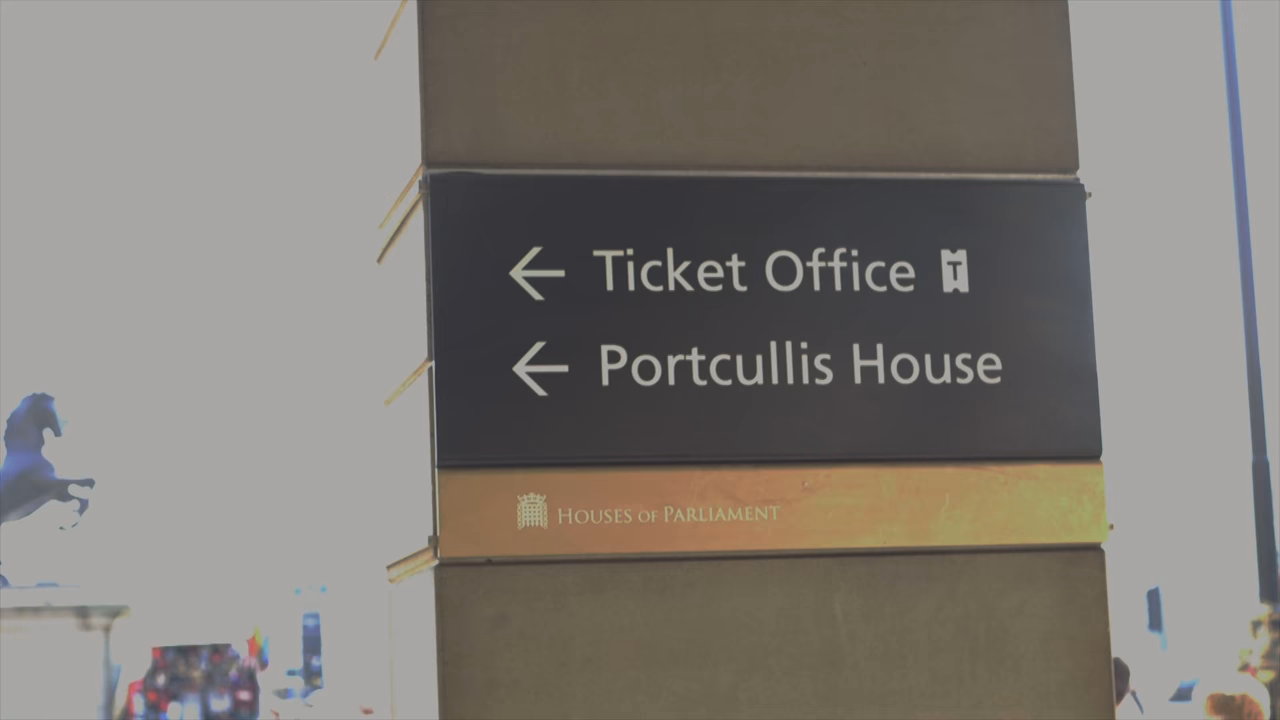 ← Ticket Office T
← Portcullis House
HOUSES OF PARLIAMENT